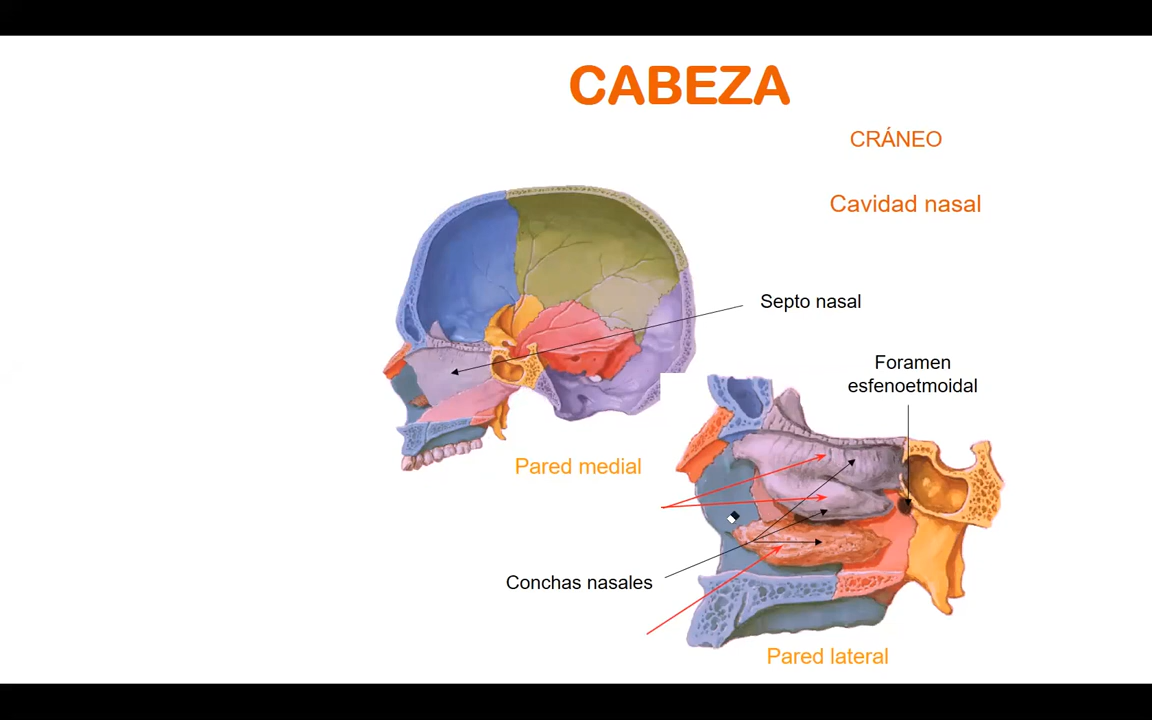 CABEZA
CRÁNEO
Cavidad nasal
Septo nasal
Foramen
esfenoetmoidal
Pared medial
Conchas nasales
Pared lateral